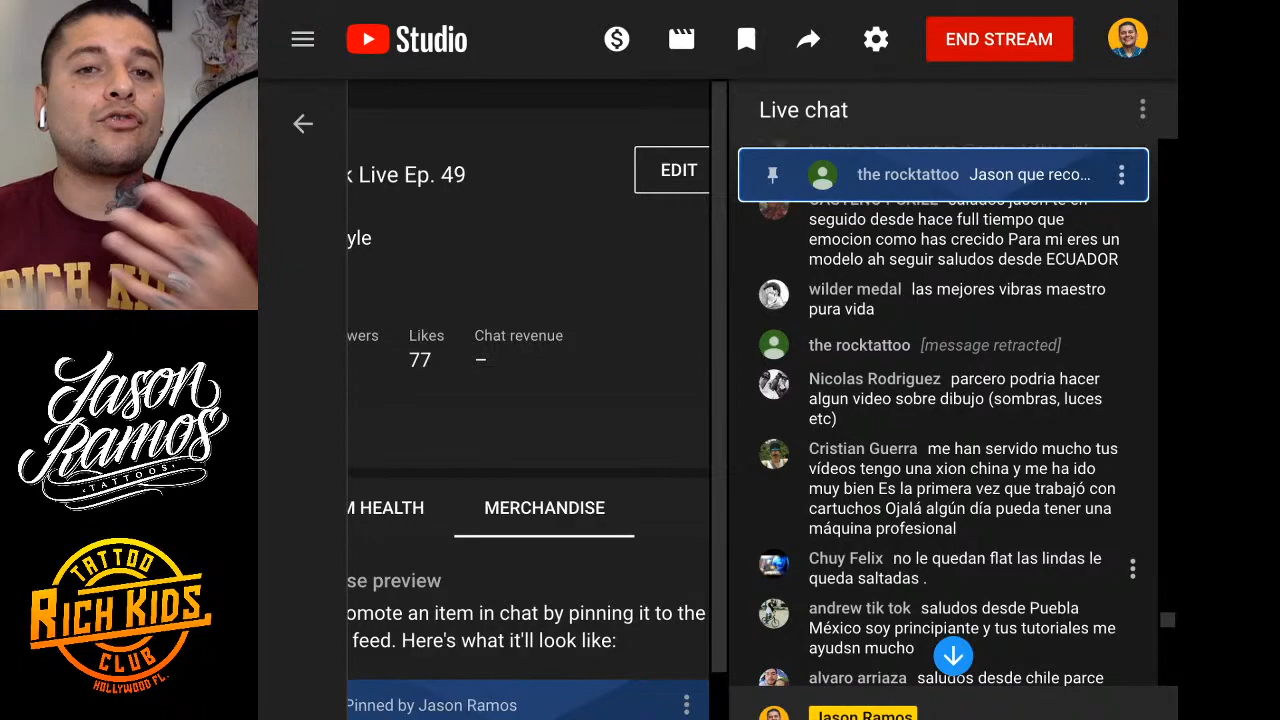 Studio
END STREAM
k Live Ep. 49
EDIT
yle
wers
Likes
Chat revenue
77
–
M HEALTH
MERCHANDISE
se preview
omote an item in chat by pinning it to the
feed. Here's what it'll look like:
Pinned by Jason Ramos
Live chat
the rocktattoo Jason que reco...
saludos jason te eh
seguido desde hace full tiempo que
emocion como has crecido Para mi eres un
modelo ah seguir saludos desde ECUADOR
wilder medal las mejores vibras maestro
pura vida
the rocktattoo [message retracted]
Nicolas Rodriguez parcero podria hacer
algun video sobre dibujo (sombras, luces
etc)
Cristian Guerra me han servido mucho tus
vídeos tengo una xion china y me ha ido
muy bien Es la primera vez que trabajó con
cartuchos Ojalá algún día pueda tener una
máquina profesional
Chuy Felix no le quedan flat las lindas le
queda saltadas .
andrew tik tok saludos desde Puebla
México soy principiante y tus tutoriales me
ayudsn mucho
alvaro arriaza saludos desde chile parce
Jason Ramos
RICH KI
Jason
Ramos
TATTOOS
TATTOO
RICH KIDS.
CLUB
HOLLYWOOD FL.